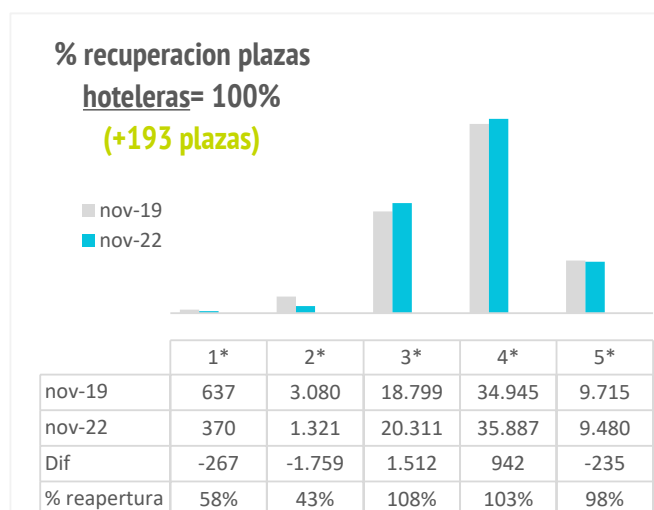 % recuperacion plazas
hoteleras= 100%
(+193 plazas)
nov-19
nov-22
1* 2* 3* 4* 5*
nov-19 637 3.080 18.799 34.945 9.715
nov-22 370 1.321 20.311 35.887 9.480
Dif -267 -1.759 1.512 942 -235
% reapertura 58% 43% 108% 103% 98%